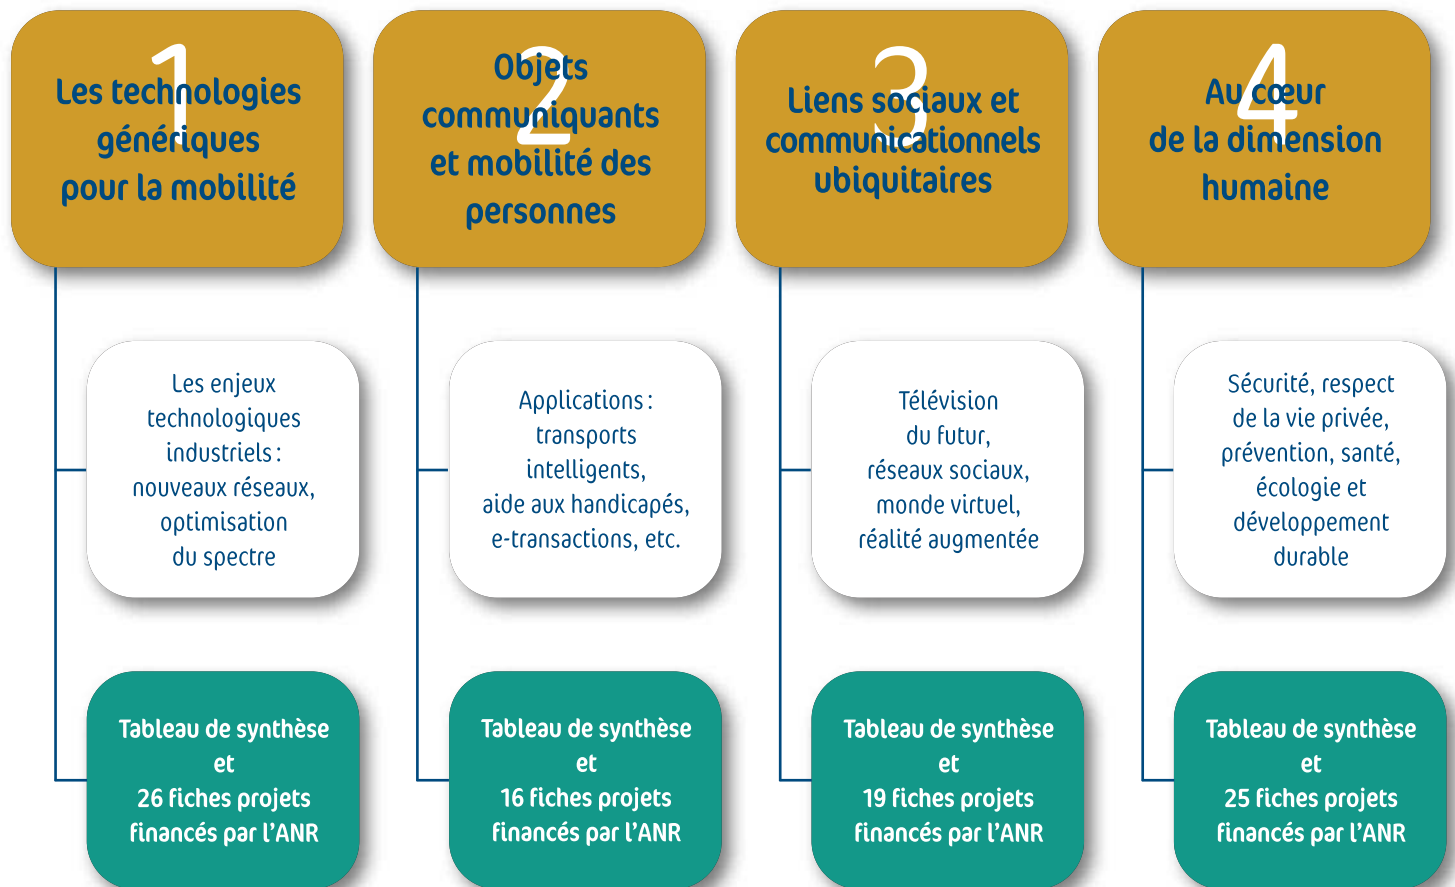 1
Les technologies
génériques
pour la mobilité
Les enjeux
technologiques
industriels :
nouveaux réseaux,
optimisation
du spectre
Tableau de synthèse
et
26 fiches projets
financés par l’ANR
2
Objets
communiquants
et mobilité des
personnes
Applications :
transports
intelligents,
aide aux handicapés,
e-transactions, etc.
Tableau de synthèse
et
16 fiches projets
financés par l’ANR
3
Liens sociaux et
communicationnels
ubiquitaires
Télévision
du futur,
réseaux sociaux,
monde virtuel,
réalité augmentée
Tableau de synthèse
et
19 fiches projets
financés par l’ANR
4
Au cœur
de la dimension
humaine
Sécurité, respect
de la vie privée,
prévention, santé,
écologie et
développement
durable
Tableau de synthèse
et
25 fiches projets
financés par l’ANR